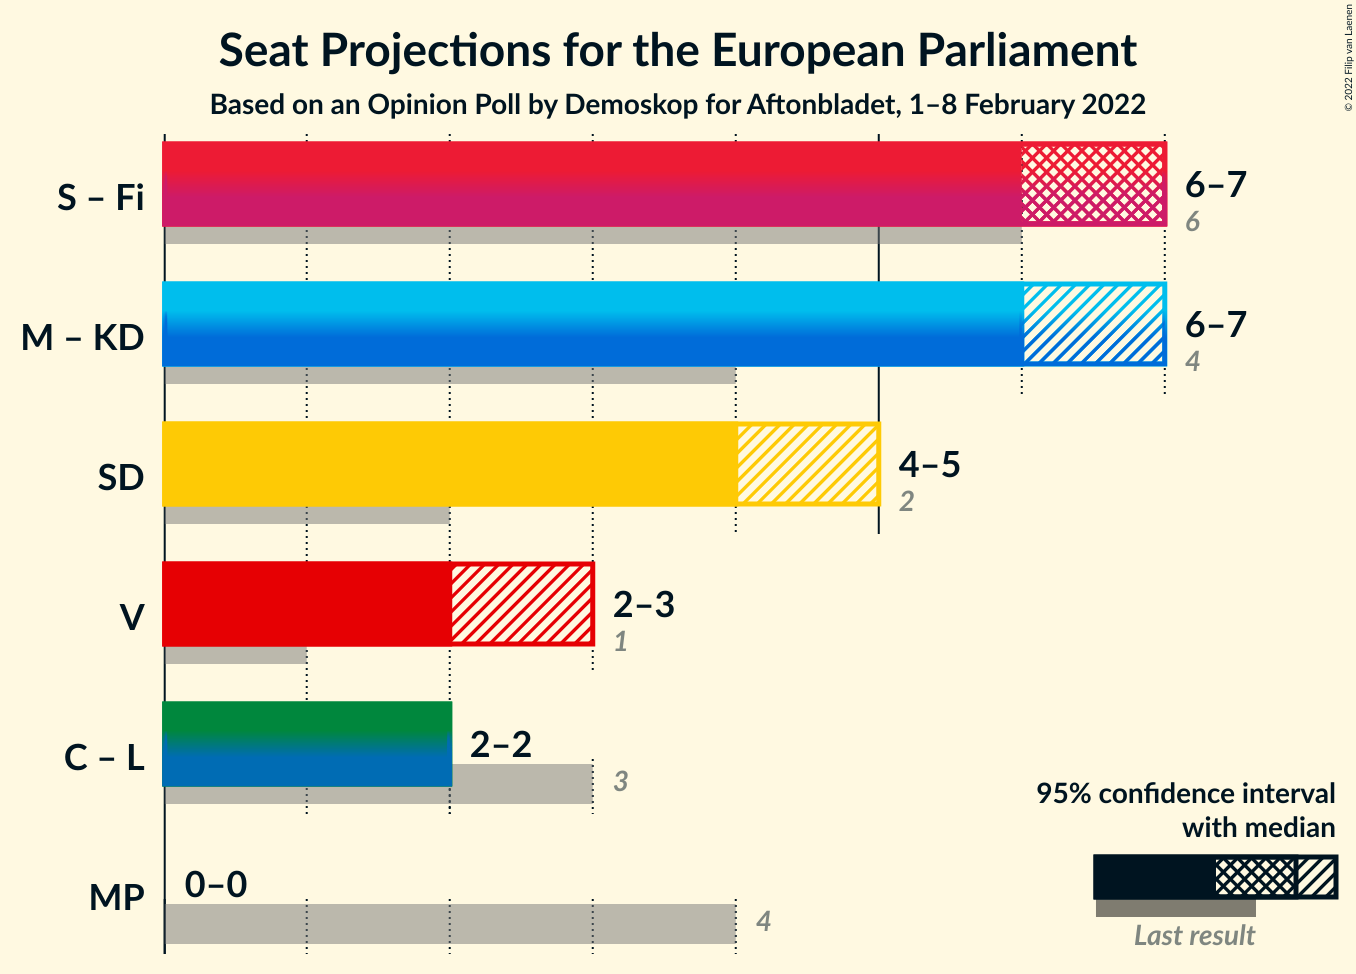 Seat Projections for the European Parliament
Based on an Opinion Poll by Demoskop for Aftonbladet, 1–8 February 2022
© 2022 Filip van Laenen
S – Fi
6–7
6
M – KD
6–7
4
SD
4–5
2
V
2–3
1
C – L
2–2
3
MP
0–0
4
95% confidence interval
with median
Last result